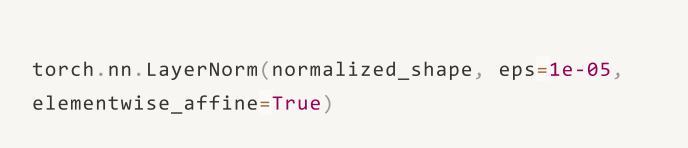 torch.nn.LayerNorm(normalized_shape, eps=1e-05,
elementwise_affine=True)